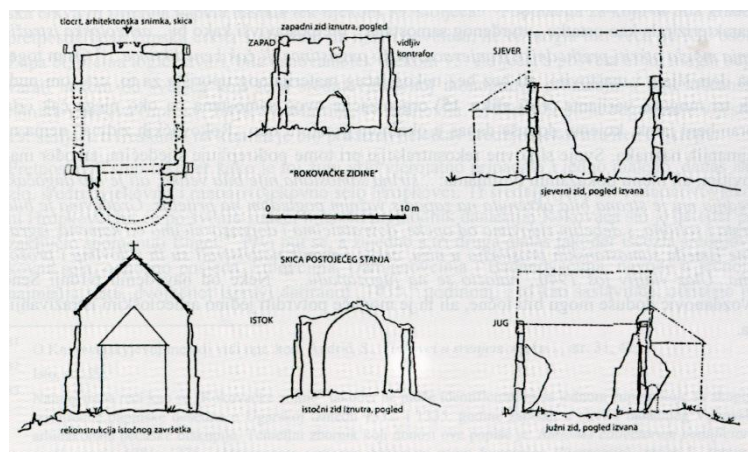 tlocrt, arhitektonska snimka, skica
zapadni zid iznutra, pogled
ZAPAD
vidljiv
kontrafor
SJEVER
"ROKOVAČKE ZIDINE"
0 10 m
sjeverni zid, pogled izvana
SKICA POSTOJEĆEG STANJA
ISTOK
JUG
rekonstrukcija istočnog završetka
istočni zid iznutra, pogled
južni zid, pogled izvana